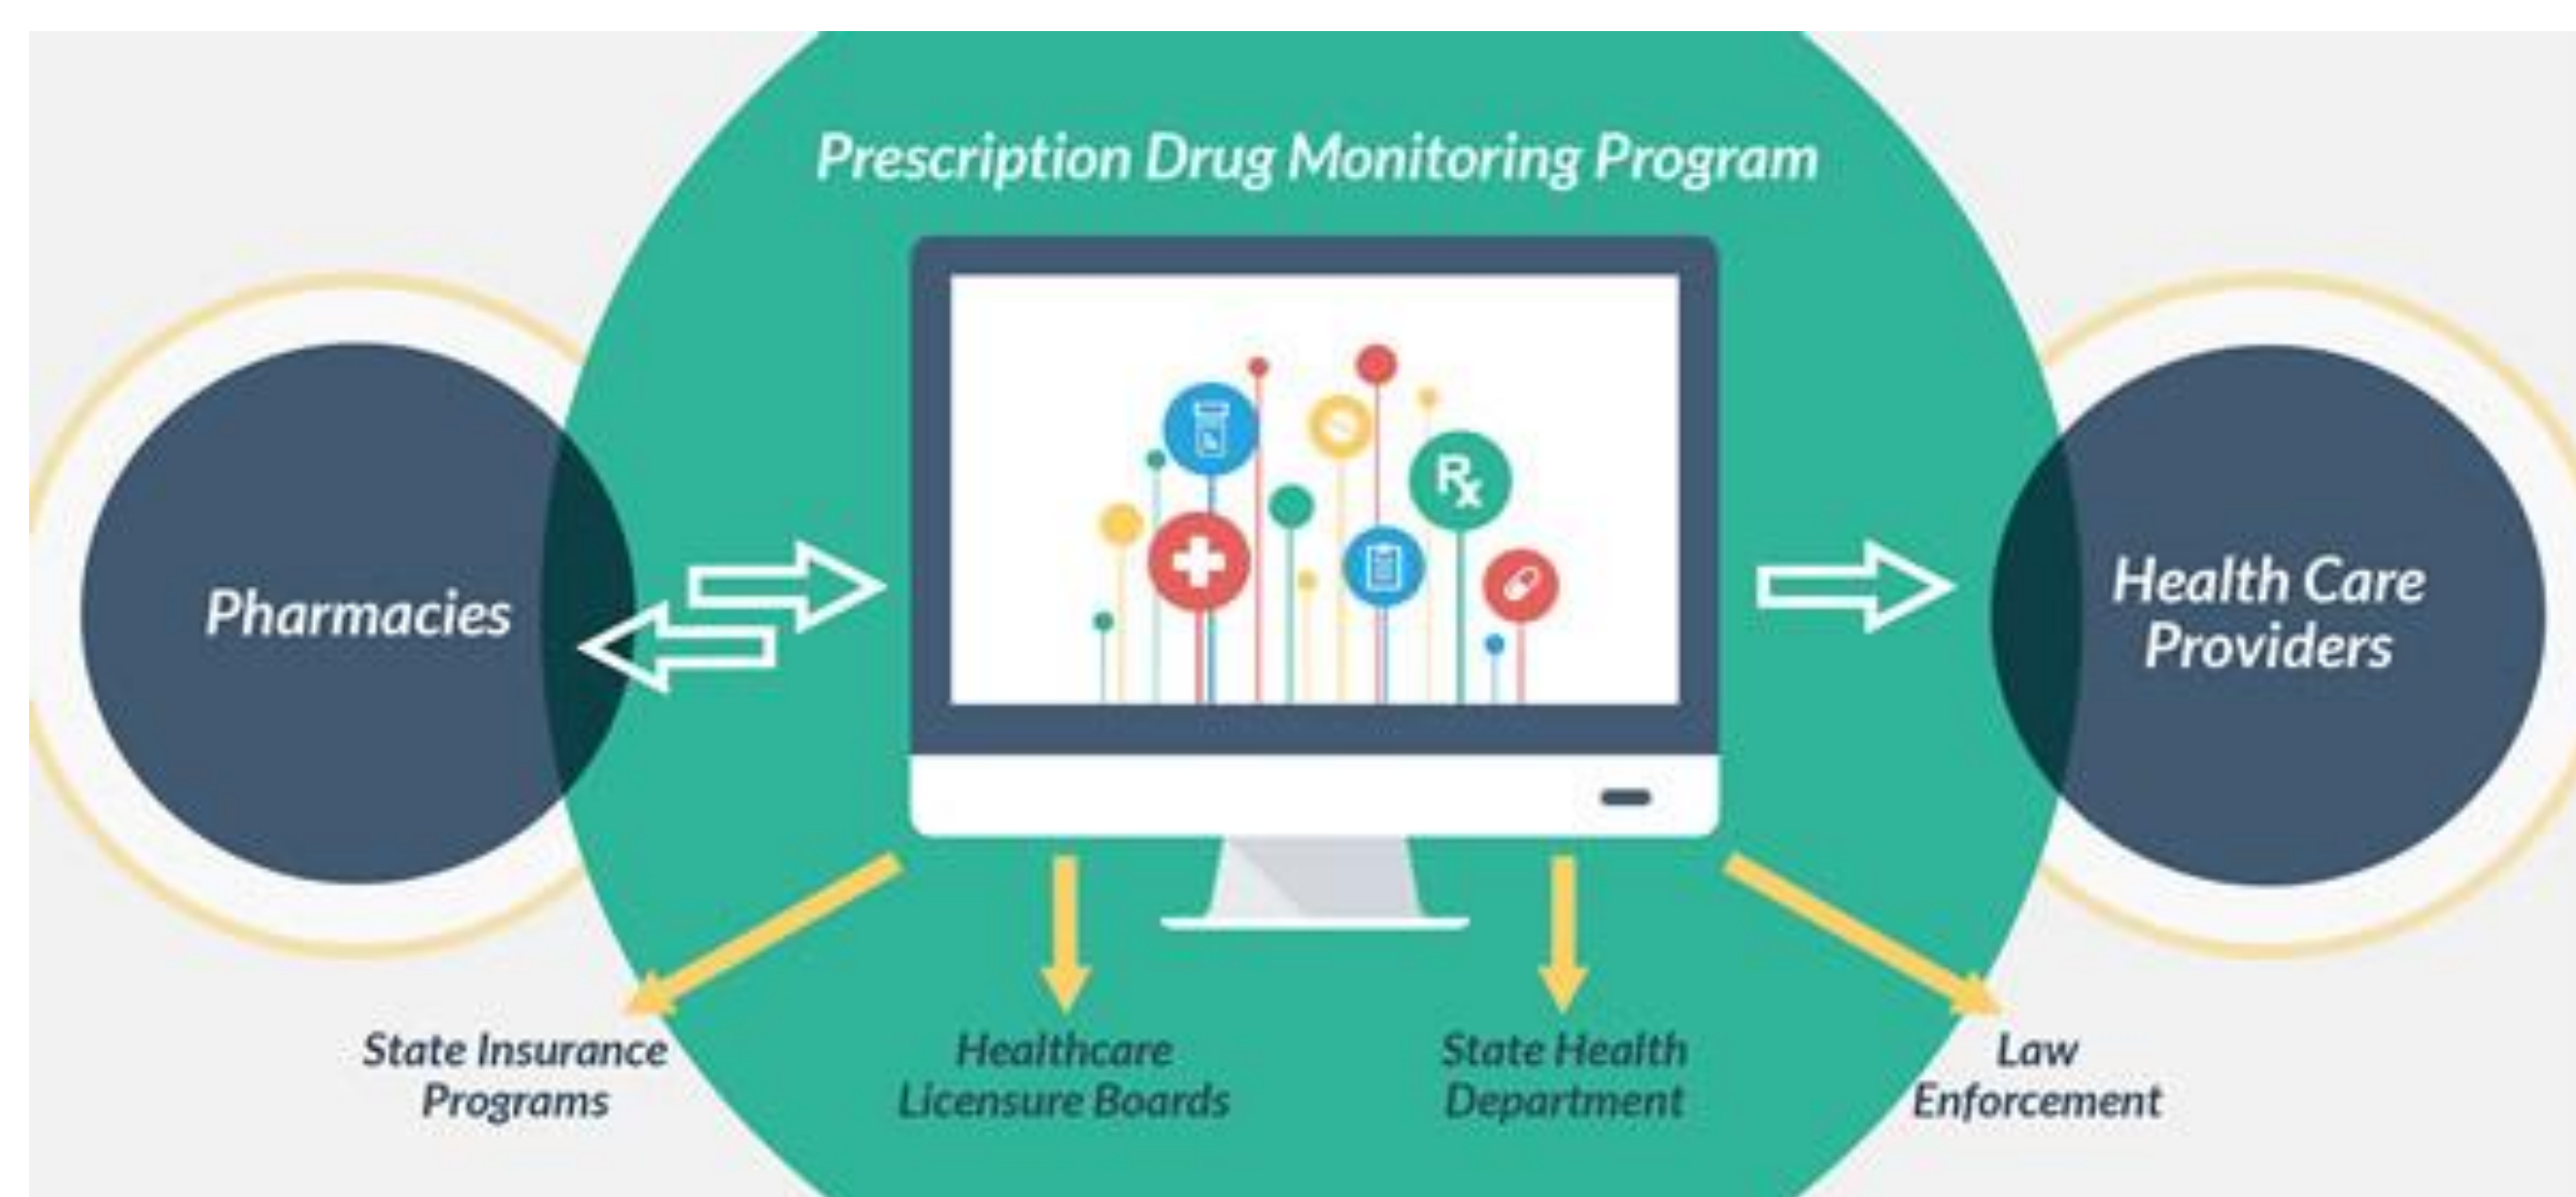 Prescription Drug Monitoring Program
Rx
Pharmacies
Health Care
Providers
State Insurance
Programs
Healthcare
Licensure Boards
State Health
Department
Law
Enforcement